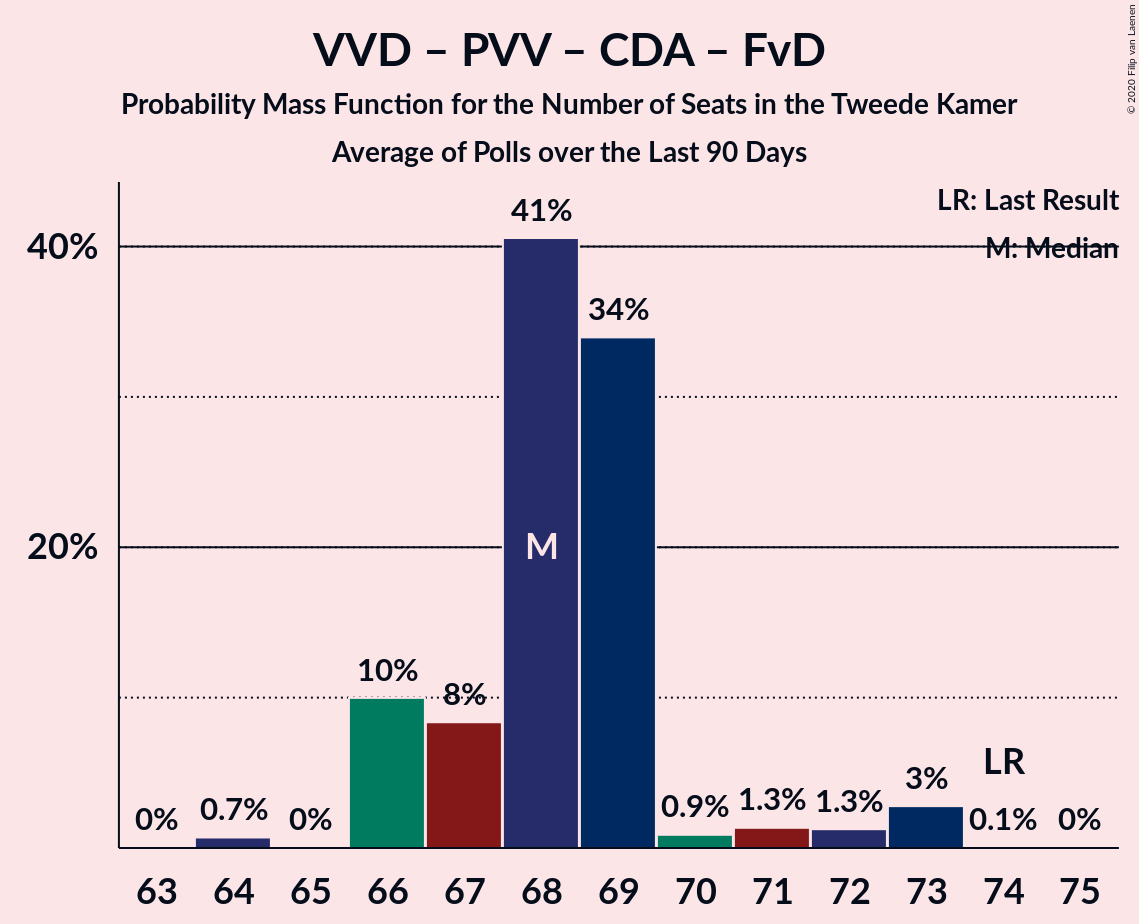 VVD – PVV – CDA – FvD
Probability Mass Function for the Number of Seats in the Tweede Kamer
Average of Polls over the Last 90 Days
© 2020 Filip van Laenen
LR: Last Result
M: Median
40%
20%
0%
0.7%
0%
10%
8%
41%
M
34%
0.9%
1.3%
1.3%
3%
LR
0.1%
0%
63 64 65 66 67 68 69 70 71 72 73 74 75